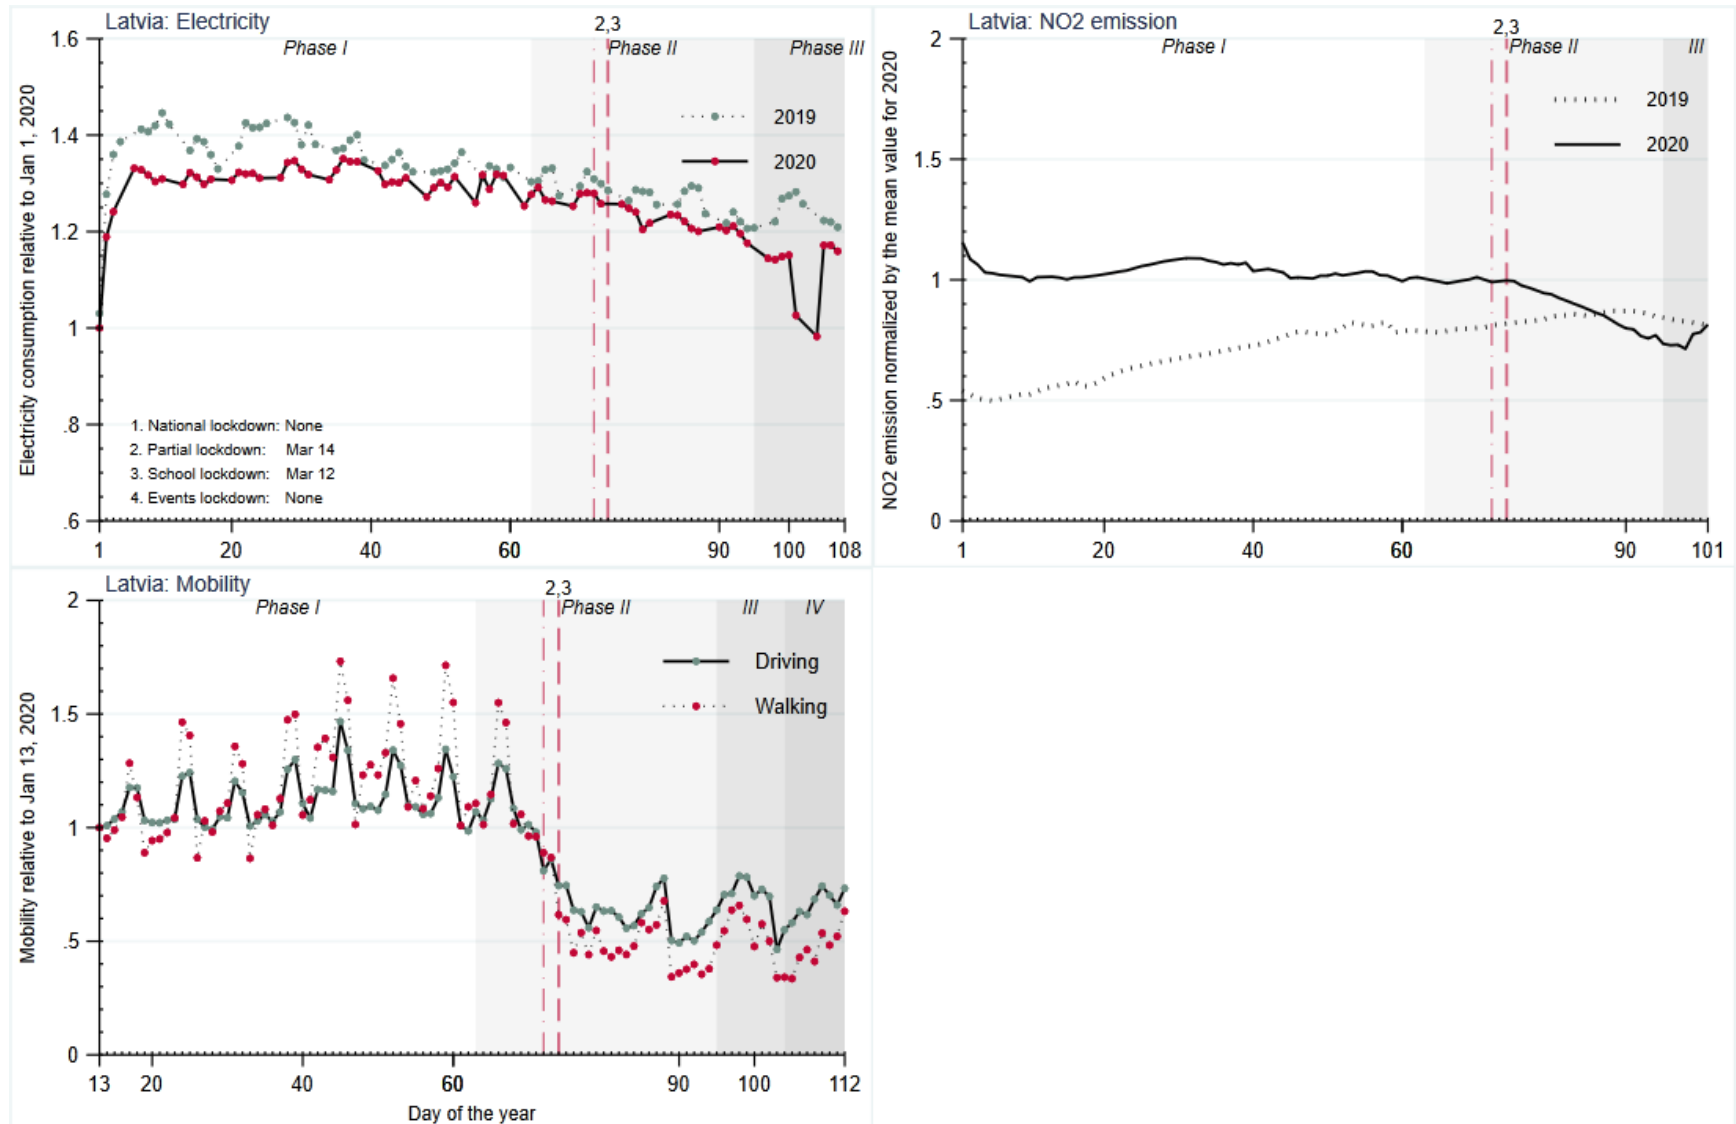 Latvia: Electricity
2,3
Phase I
Phase II
Phase III
1.6
1.4
1.2
1
.8
.6
Electricity consumption relative to Jan 1, 2020
2019
2020
1. National lockdown: None
2. Partial lockdown: Mar 14
3. School lockdown: Mar 12
4. Events lockdown: None
1 20 40 60 90 100 108
Latvia: NO2 emission
2,3
Phase I
Phase II
III
2
1.5
1
.5
0
NO2 emission normalized by the mean value for 2020
2019
2020
1 20 40 60 90 101
Latvia: Mobility
2,3
Phase I
Phase II
III
IV
2
1.5
1
.5
0
Mobility relative to Jan 13, 2020
Driving
Walking
13 20 40 60 90 100 112
Day of the year